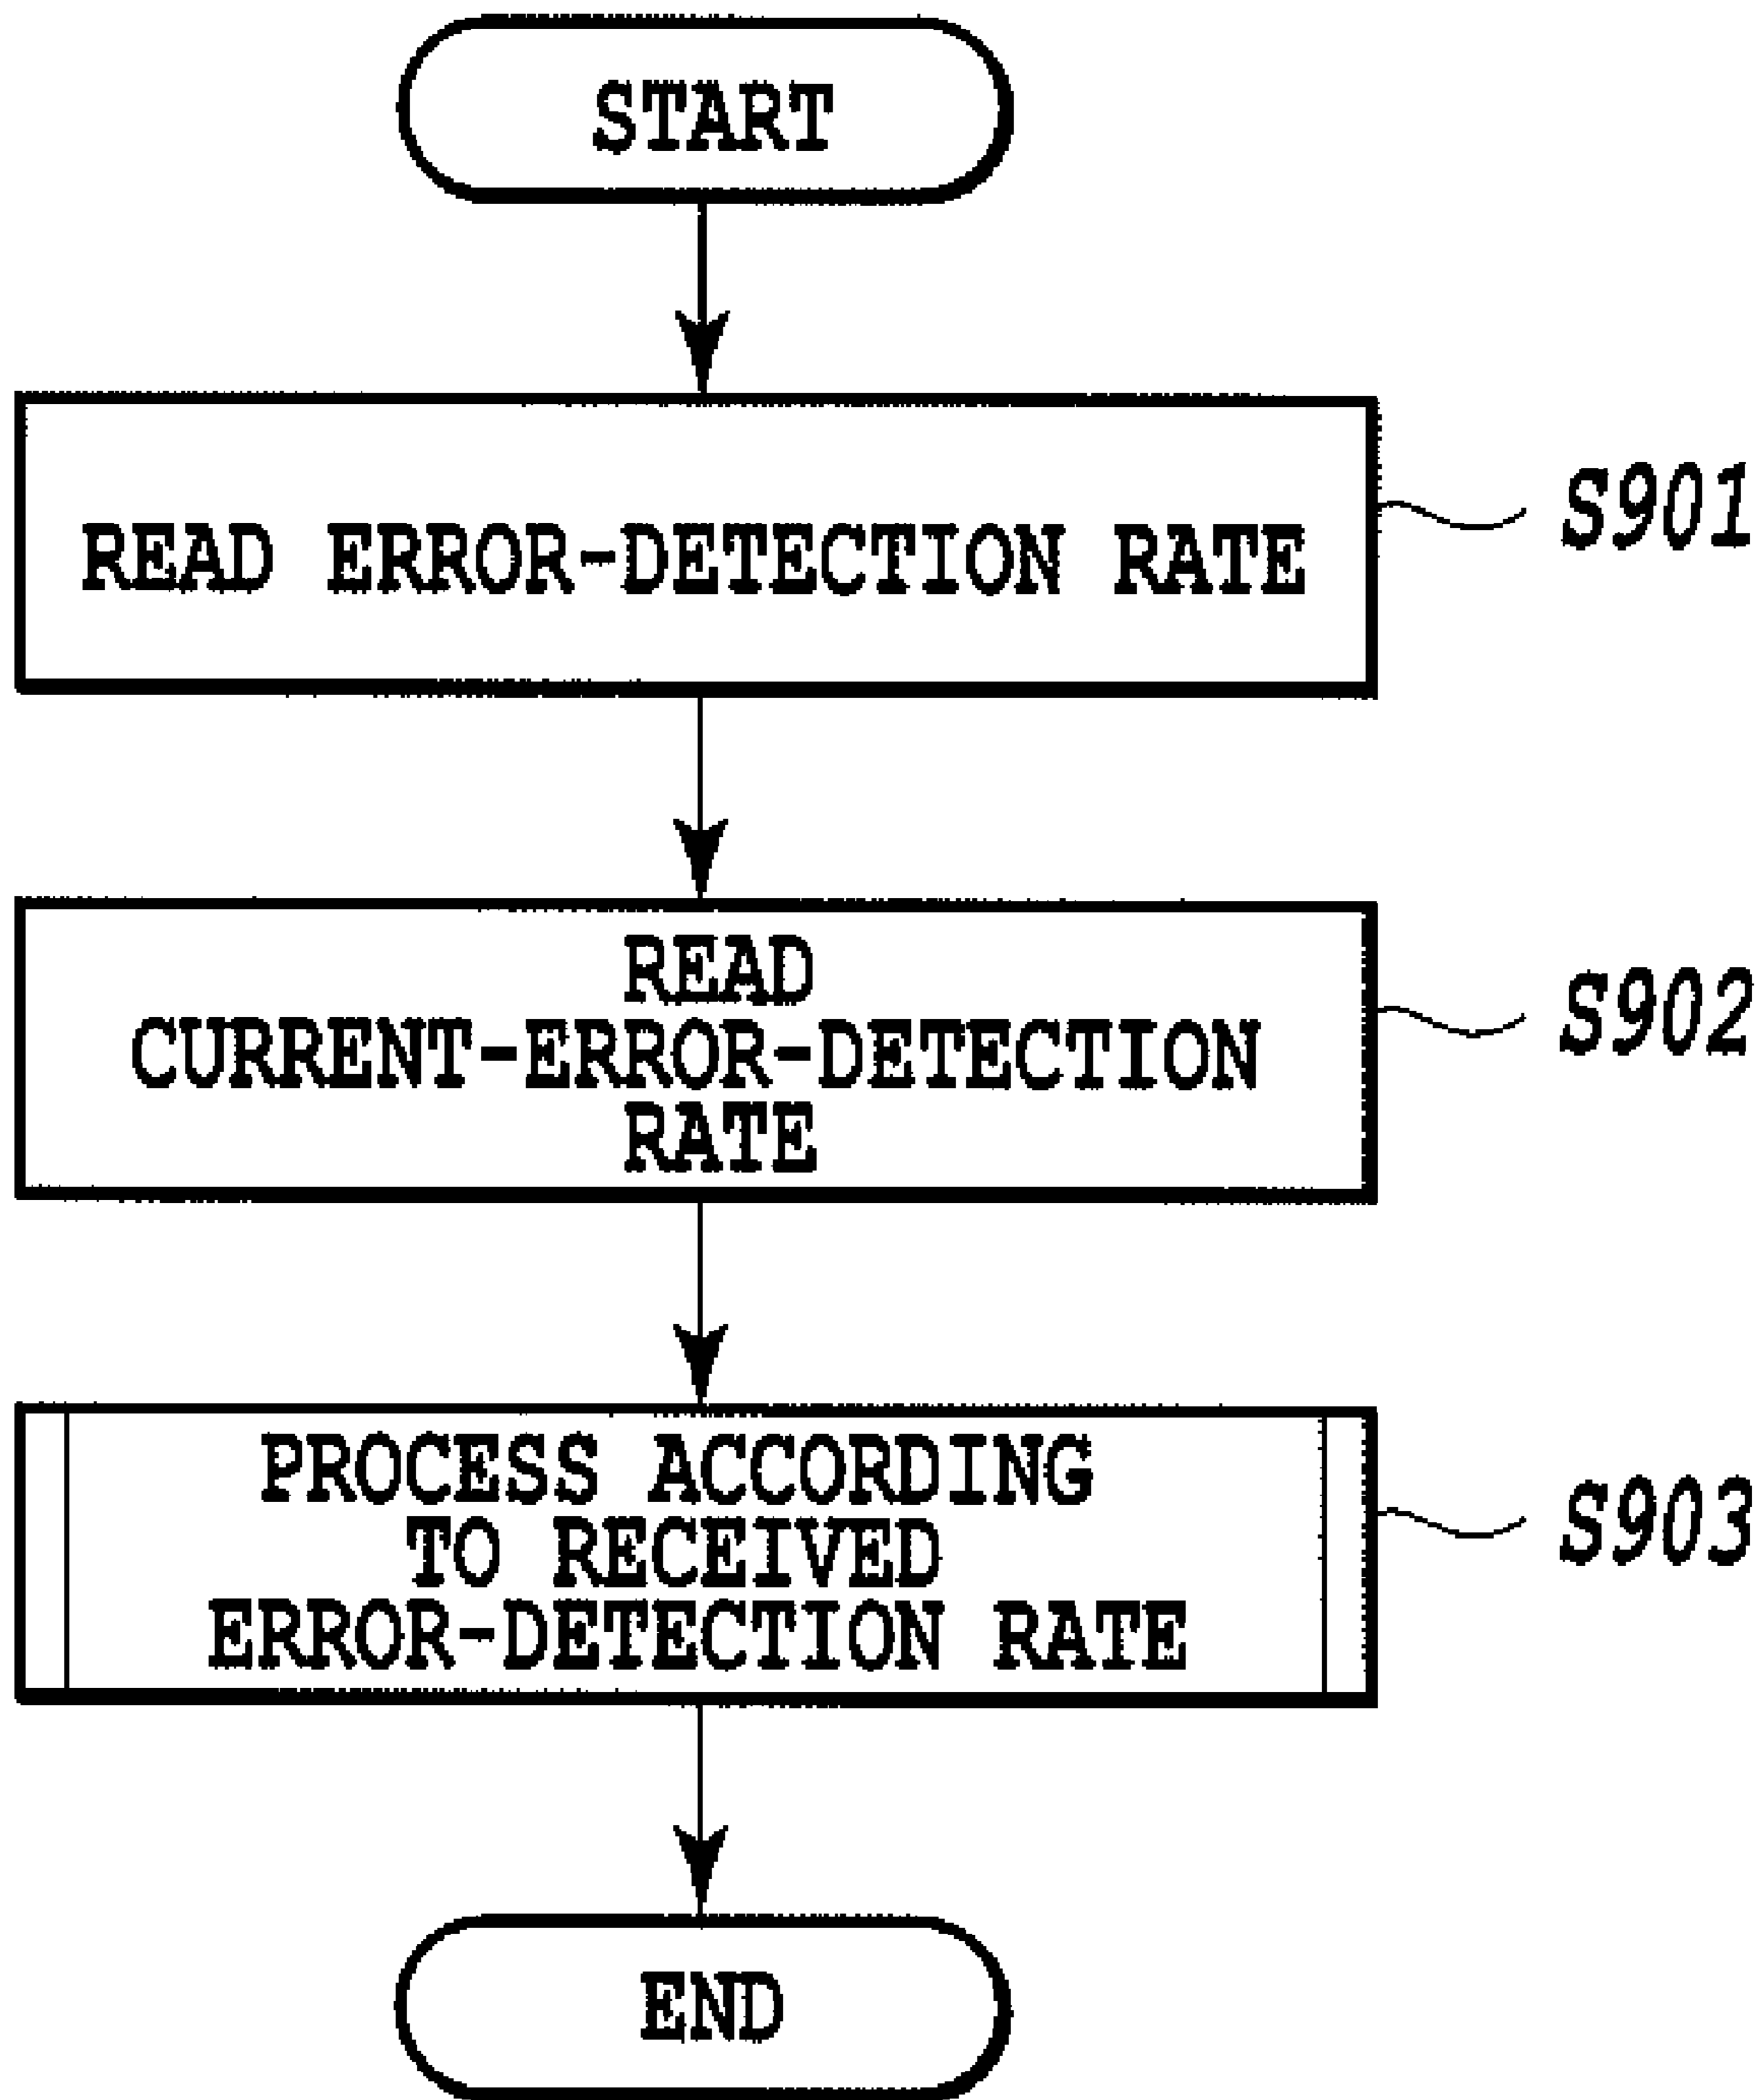 START
READ ERROR-DETECTION RATE
S901
READ
CURRENT-ERROR-DETECTION
RATE
S902
PROCESS ACCORDING
TO RECEIVED
ERROR-DETECTION RATE
S903
END